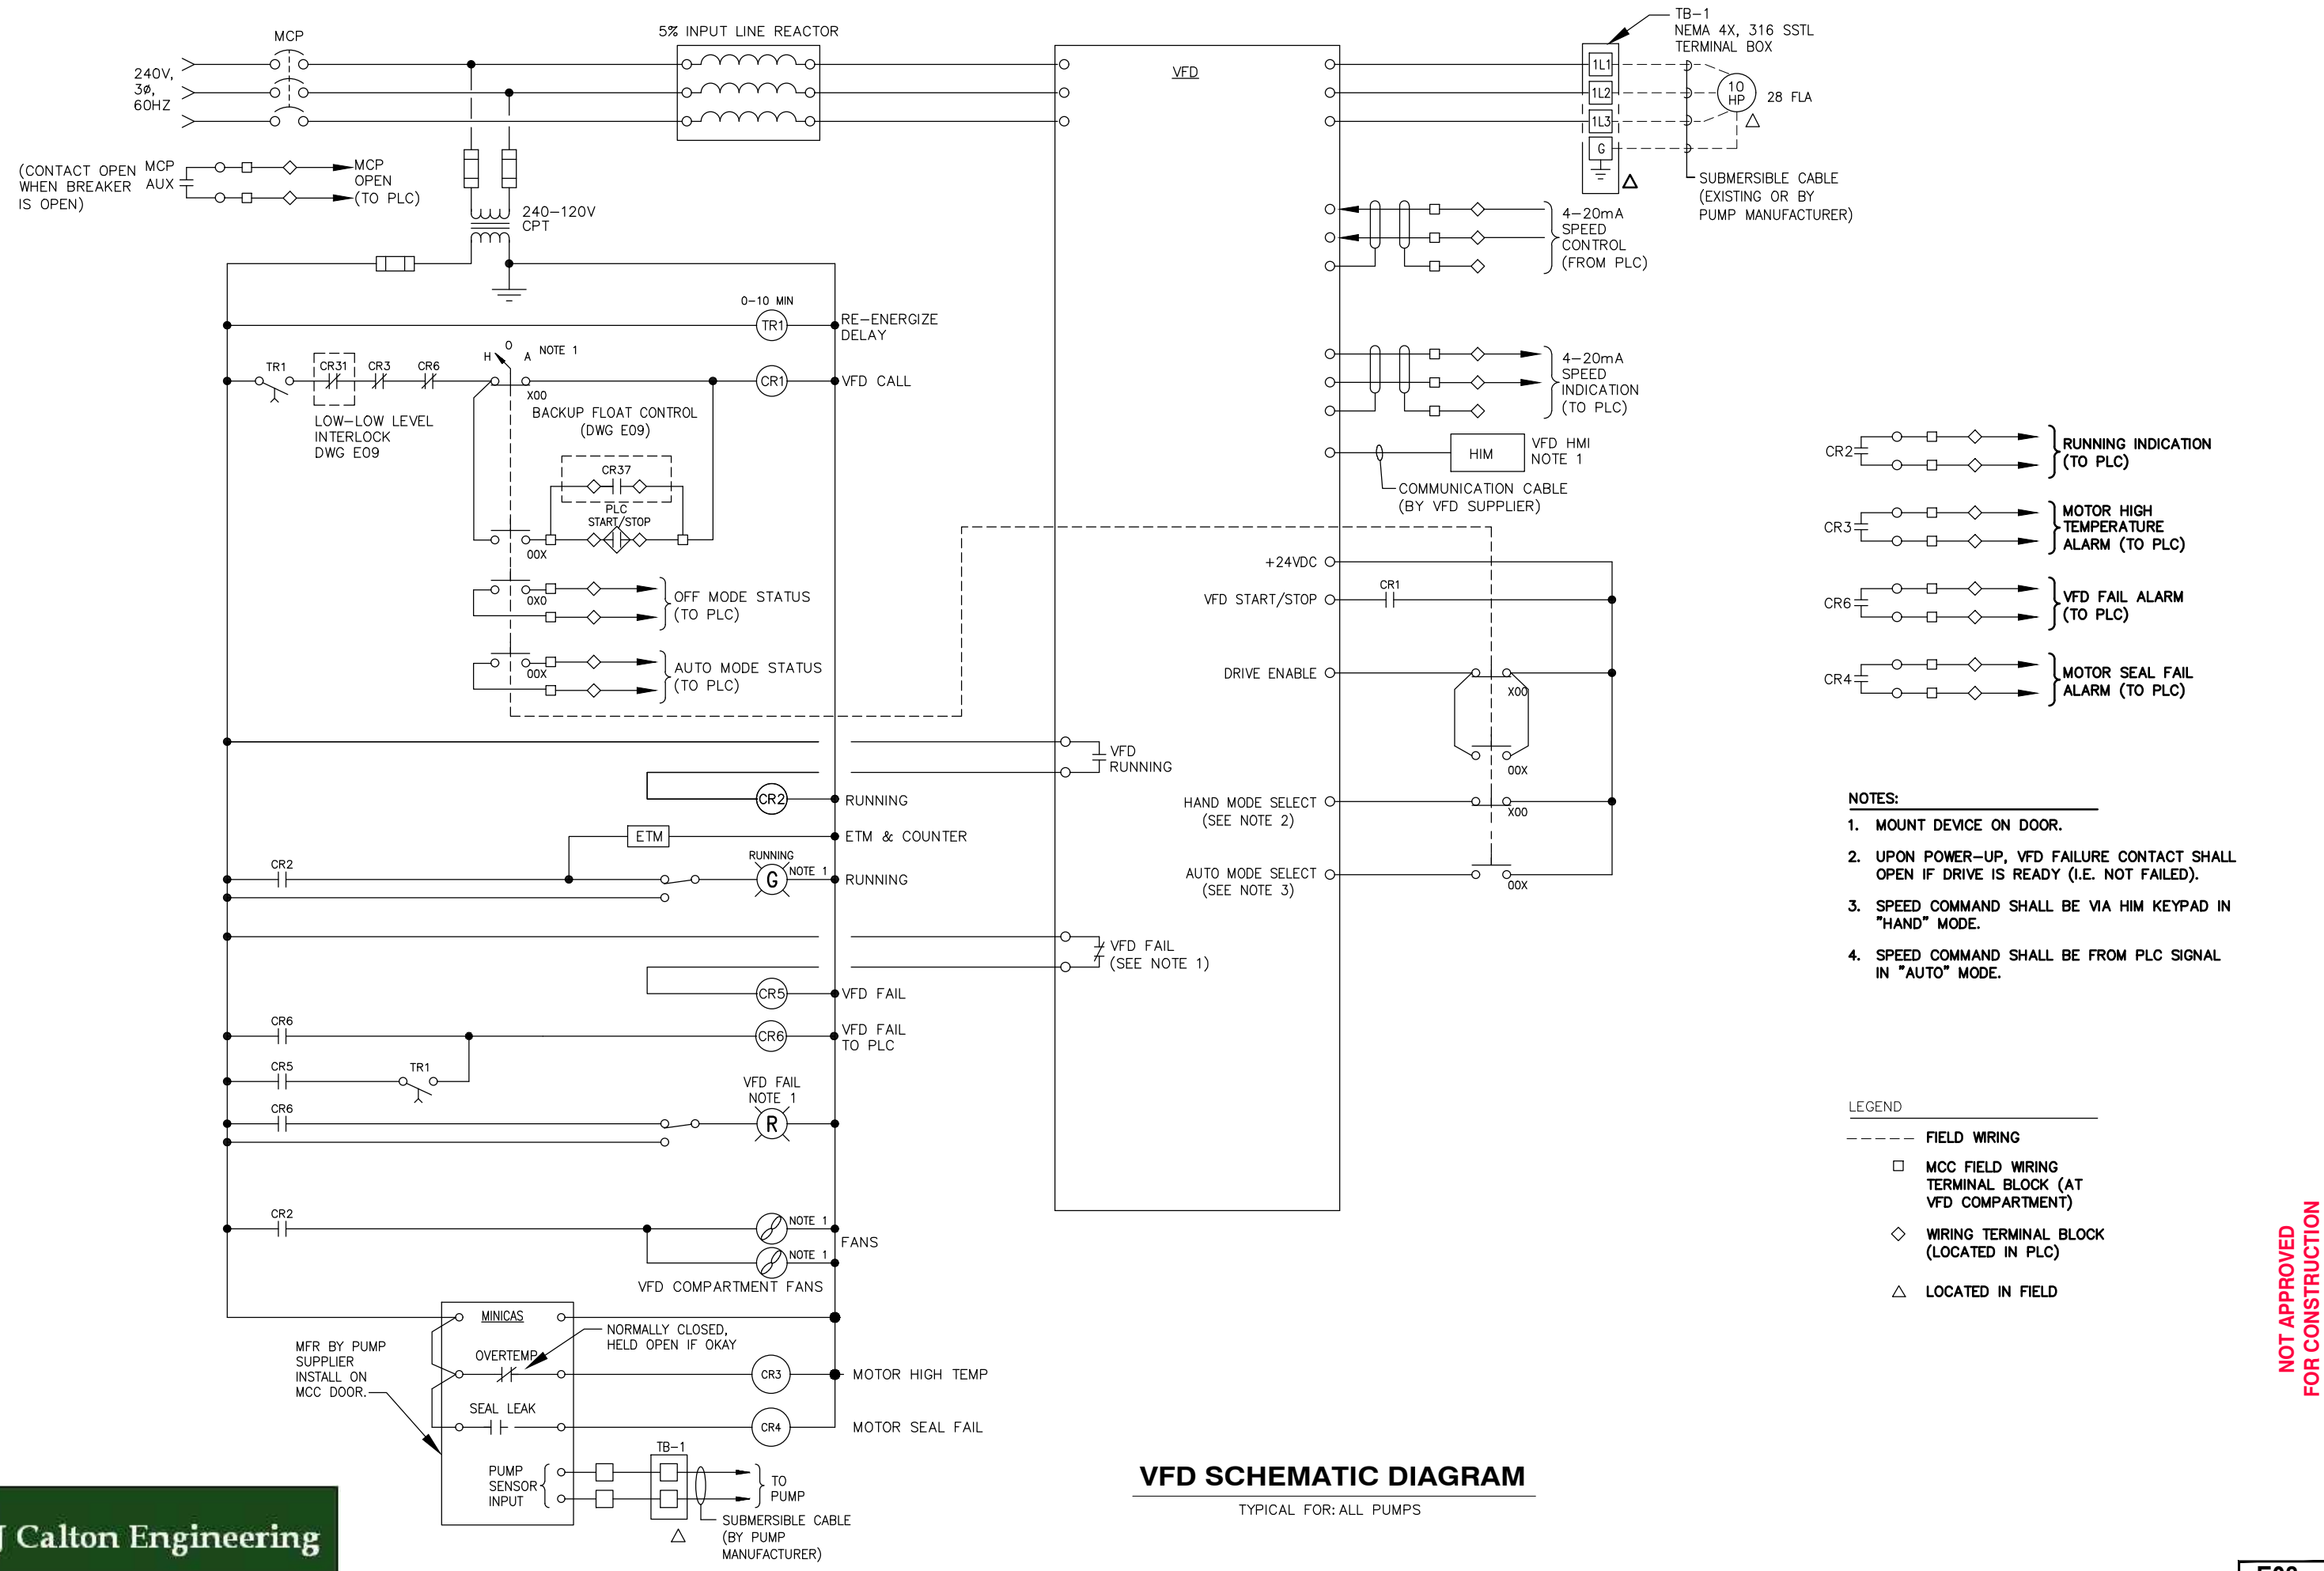 MCP
240V,
3ø,
60HZ
5% INPUT LINE REACTOR
VFD
TB-1
NEMA 4X, 316 SSTL
TERMINAL BOX
1L1
1L2
1L3
G
10
HP
28 FLA
SUBMERSIBLE CABLE
(EXISTING OR BY
PUMP MANUFACTURER)
(CONTACT OPEN
WHEN BREAKER
IS OPEN)
MCP
AUX
MCP
OPEN
(TO PLC)
240-120V
CPT
4-20mA
SPEED
CONTROL
(FROM PLC)
0-10 MIN
TR1
RE-ENERGIZE
DELAY
TR1
CR31
CR3
CR6
H
O
A
NOTE 1
X00
CR1
VFD CALL
LOW-LOW LEVEL
INTERLOCK
DWG E09
BACKUP FLOAT CONTROL
(DWG E09)
CR37
PLC
START/STOP
00X
0X0
OFF MODE STATUS
(TO PLC)
00X
AUTO MODE STATUS
(TO PLC)
4-20mA
SPEED
INDICATION
(TO PLC)
HIM
VFD HMI
NOTE 1
COMMUNICATION CABLE
(BY VFD SUPPLIER)
+24VDC
VFD START/STOP
CR1
DRIVE ENABLE
X00
00X
HAND MODE SELECT
(SEE NOTE 2)
X00
AUTO MODE SELECT
(SEE NOTE 3)
00X
VFD
RUNNING
CR2
RUNNING
ETM
ETM & COUNTER
CR2
RUNNING
G
NOTE 1
RUNNING
VFD FAIL
(SEE NOTE 1)
CR5
VFD FAIL
CR6
CR6
VFD FAIL
TO PLC
CR5
TR1
CR6
VFD FAIL
NOTE 1
R
CR2
NOTE 1
FANS
NOTE 1
VFD COMPARTMENT FANS
MINICAS
NORMALLY CLOSED,
HELD OPEN IF OKAY
MFR BY PUMP
SUPPLIER
INSTALL ON
MCC DOOR.
OVERTEMP
CR3
MOTOR HIGH TEMP
SEAL LEAK
CR4
MOTOR SEAL FAIL
PUMP
SENSOR
INPUT
TB-1
TO
PUMP
SUBMERSIBLE CABLE
(BY PUMP
MANUFACTURER)
CR2
RUNNING INDICATION
(TO PLC)
CR3
MOTOR HIGH
TEMPERATURE
ALARM (TO PLC)
CR6
VFD FAIL ALARM
(TO PLC)
CR4
MOTOR SEAL FAIL
ALARM (TO PLC)
NOTES:
1. MOUNT DEVICE ON DOOR.
2. UPON POWER-UP, VFD FAILURE CONTACT SHALL
OPEN IF DRIVE IS READY (I.E. NOT FAILED).
3. SPEED COMMAND SHALL BE VIA HIM KEYPAD IN
"HAND" MODE.
4. SPEED COMMAND SHALL BE FROM PLC SIGNAL
IN "AUTO" MODE.
LEGEND
FIELD WIRING
MCC FIELD WIRING
TERMINAL BLOCK (AT
VFD COMPARTMENT)
WIRING TERMINAL BLOCK
(LOCATED IN PLC)
LOCATED IN FIELD
NOT APPROVED
FOR CONSTRUCTION
VFD SCHEMATIC DIAGRAM
TYPICAL FOR: ALL PUMPS
J Calton Engineering